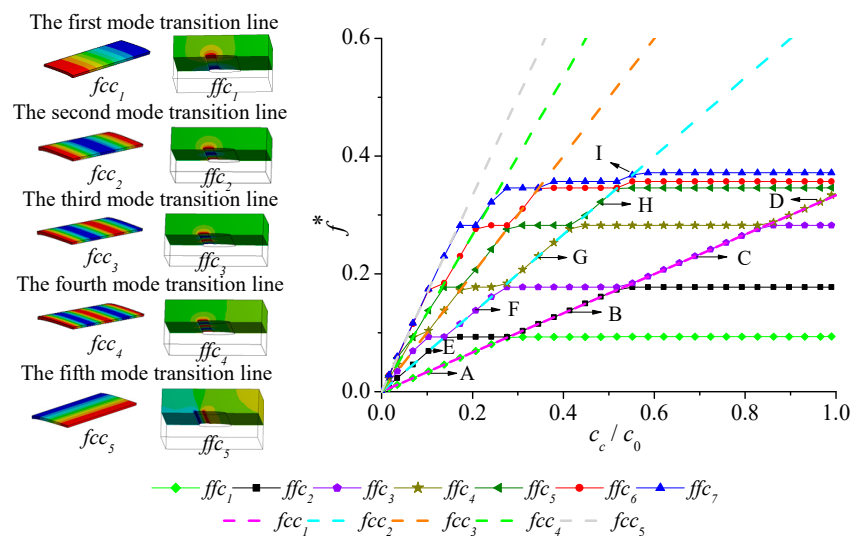 The first mode transition line
fcc1 ffc1
The second mode transition line
fcc2 ffc2
The third mode transition line
fcc3 ffc3
The fourth mode transition line
fcc4 ffc4
The fifth mode transition line
fcc5 ffc5
f*
0.6
0.4
0.2
0.0
0.0 0.2 0.4 0.6 0.8 1.0
cc / c0
I
D
H
G
C
F
B
E
A
ffc1 ffc2 ffc3 ffc4 ffc5 ffc6 ffc7
fcc1 fcc2 fcc3 fcc4 fcc5